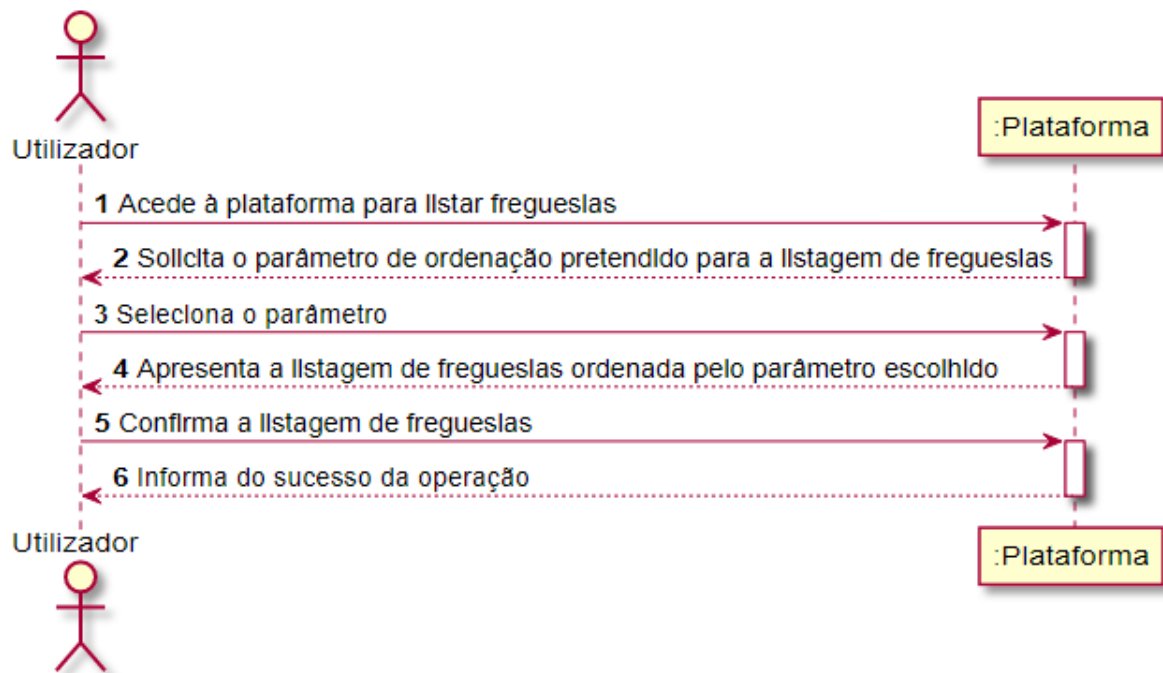 Utilizador
:Plataforma
1 Acede à plataforma para listar freguesias
2 Solicita o parâmetro de ordenação pretendido para a listagem de freguesias
3 Seleciona o parâmetro
4 Apresenta a listagem de freguesias ordenada pelo parâmetro escolhido
5 Confirma a listagem de freguesias
6 Informa do sucesso da operação
Utilizador
:Plataforma